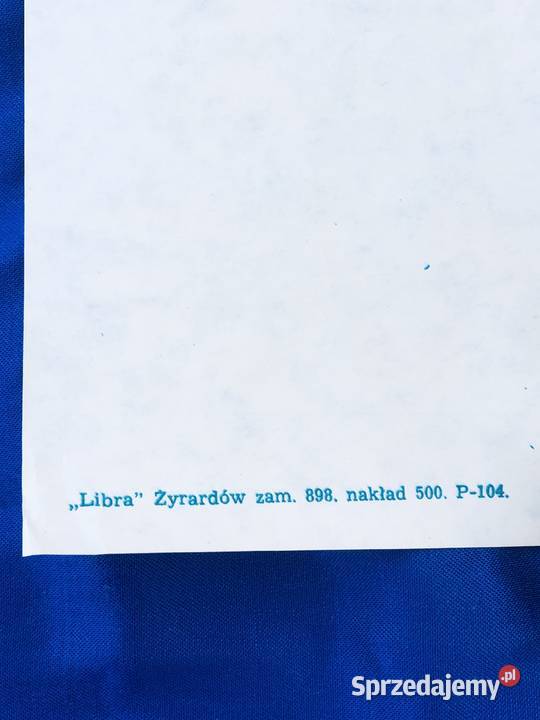 „Libra” Żyrardów zam. 898. nakład 500. P-104.
Sprzedajemy.pl